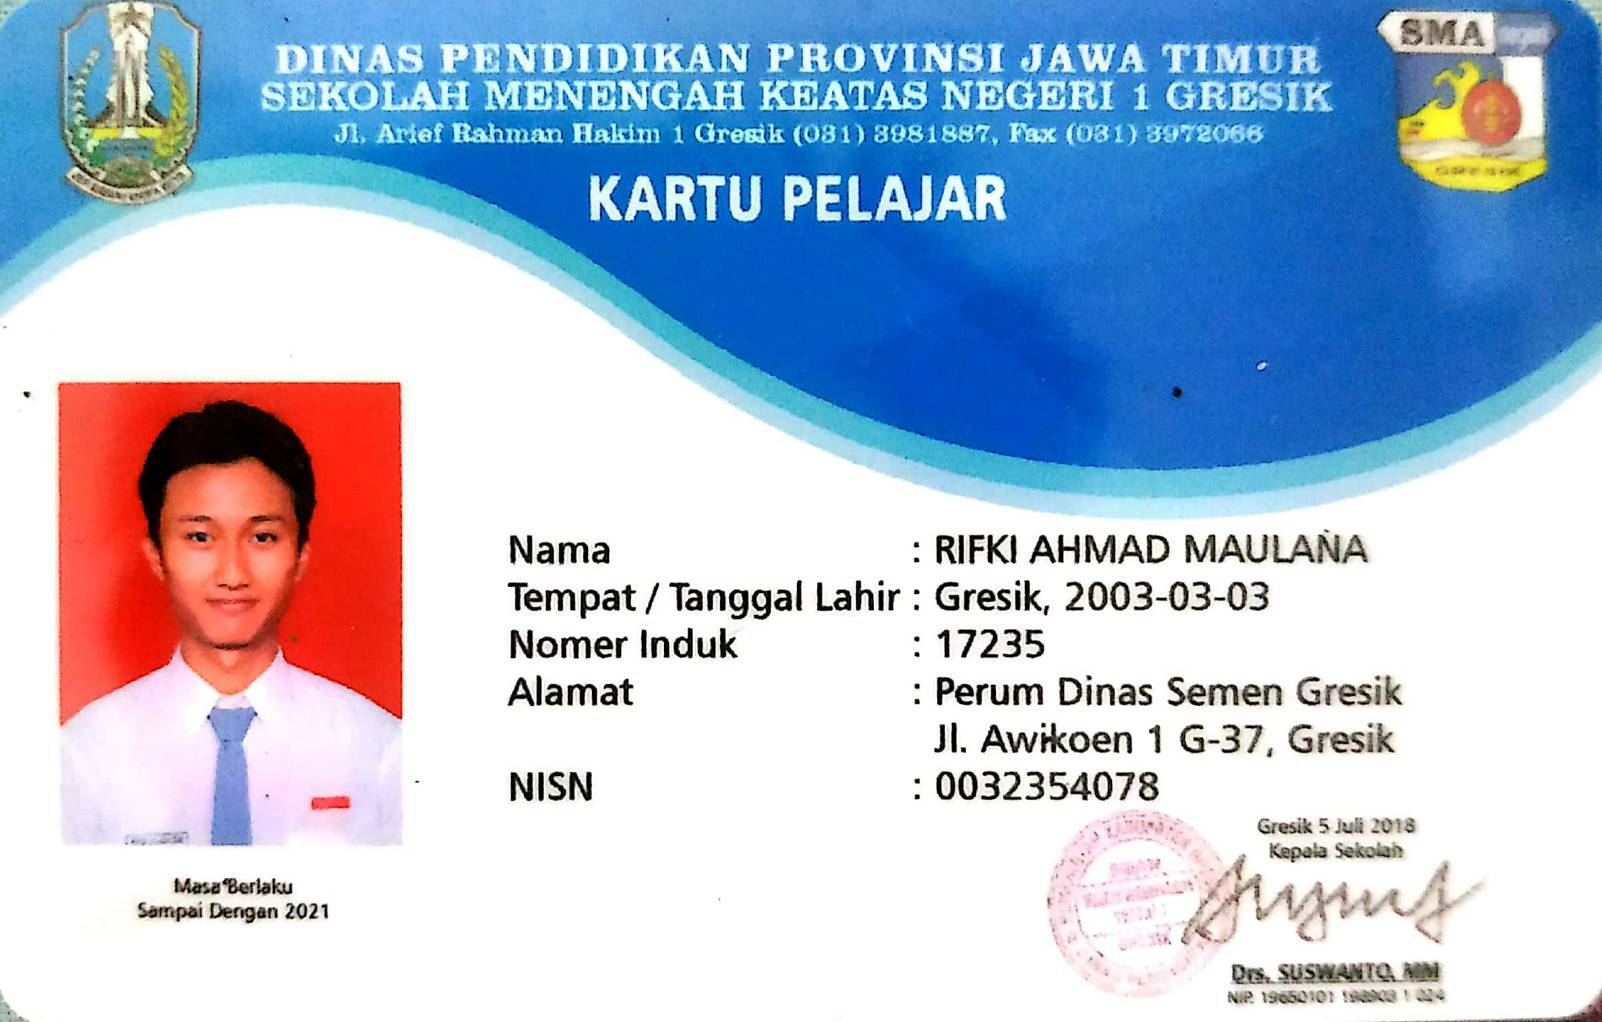 SMA
DINAS PENDIDIKAN PROVINSI JAWA TIMUR
SEKOLAH MENENGAH KEATAS NEGERI 1 GRESIK
Jl. Arief Rahman Hakim 1 Gresik (031) 3981887, Fax (031) 3972066
KARTU PELAJAR
Nama : RIFKI AHMAD MAULANA
Tempat / Tanggal Lahir : Gresik, 2003-03-03
Nomer Induk : 17235
Alamat : Perum Dinas Semen Gresik
Jl. Awikoen 1 G-37, Gresik
NISN : 0032354078
Gresik 5 Juli 2018
Kepala Sekolah
Masa Berlaku
Sampai Dengan 2021
Drs. SUSWANTO, MM
NIP. 19650101 198903 1 024